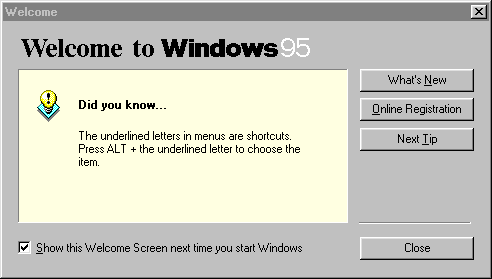 Welcome
Welcome to Windows95
What's New
Did you know...
Online Registration
The underlined letters in menus are shortcuts.
Press ALT + the underlined letter to choose the
item.
Next Tip
Show this Welcome Screen next time you start Windows
Close